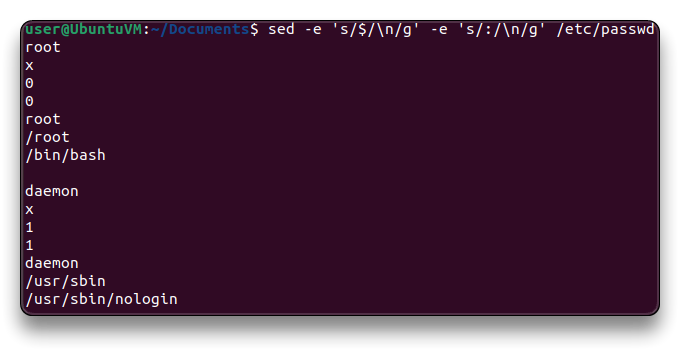 user@UbuntuVM:~/Documents$ sed -e 's/$/\n/g' -e 's/:/\n/g' /etc/passwd
root
x
0
0
root
/root
/bin/bash

daemon
x
1
1
daemon
/usr/sbin
/usr/sbin/nologin